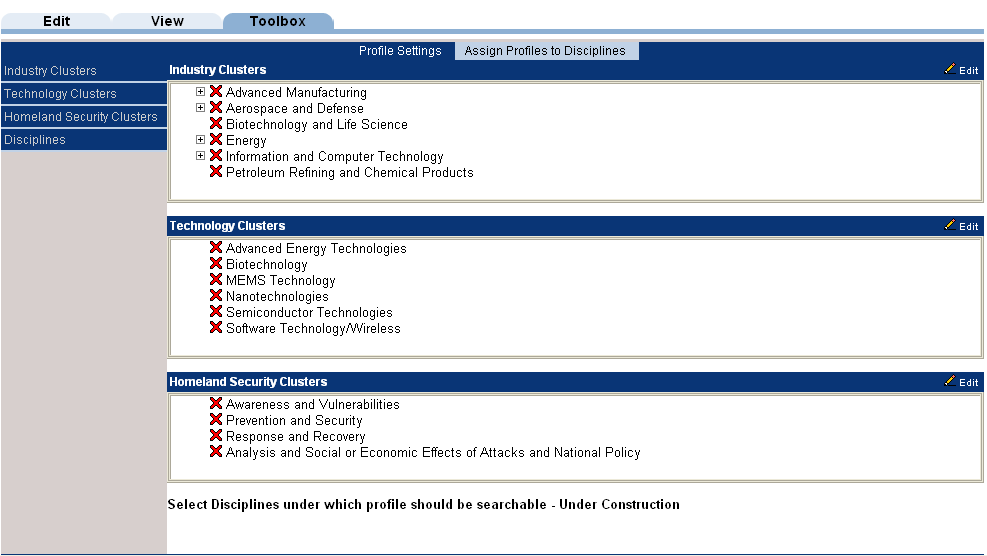 Edit View Toolbox
Profile Settings Assign Profiles to Disciplines
Industry Clusters
Technology Clusters
Homeland Security Clusters
Disciplines
Industry Clusters Edit
Advanced Manufacturing
Aerospace and Defense
Biotechnology and Life Science
Energy
Information and Computer Technology
Petroleum Refining and Chemical Products
Technology Clusters Edit
Advanced Energy Technologies
Biotechnology
MEMS Technology
Nanotechnologies
Semiconductor Technologies
Software Technology/Wireless
Homeland Security Clusters Edit
Awareness and Vulnerabilities
Prevention and Security
Response and Recovery
Analysis and Social or Economic Effects of Attacks and National Policy
Select Disciplines under which profile should be searchable - Under Construction